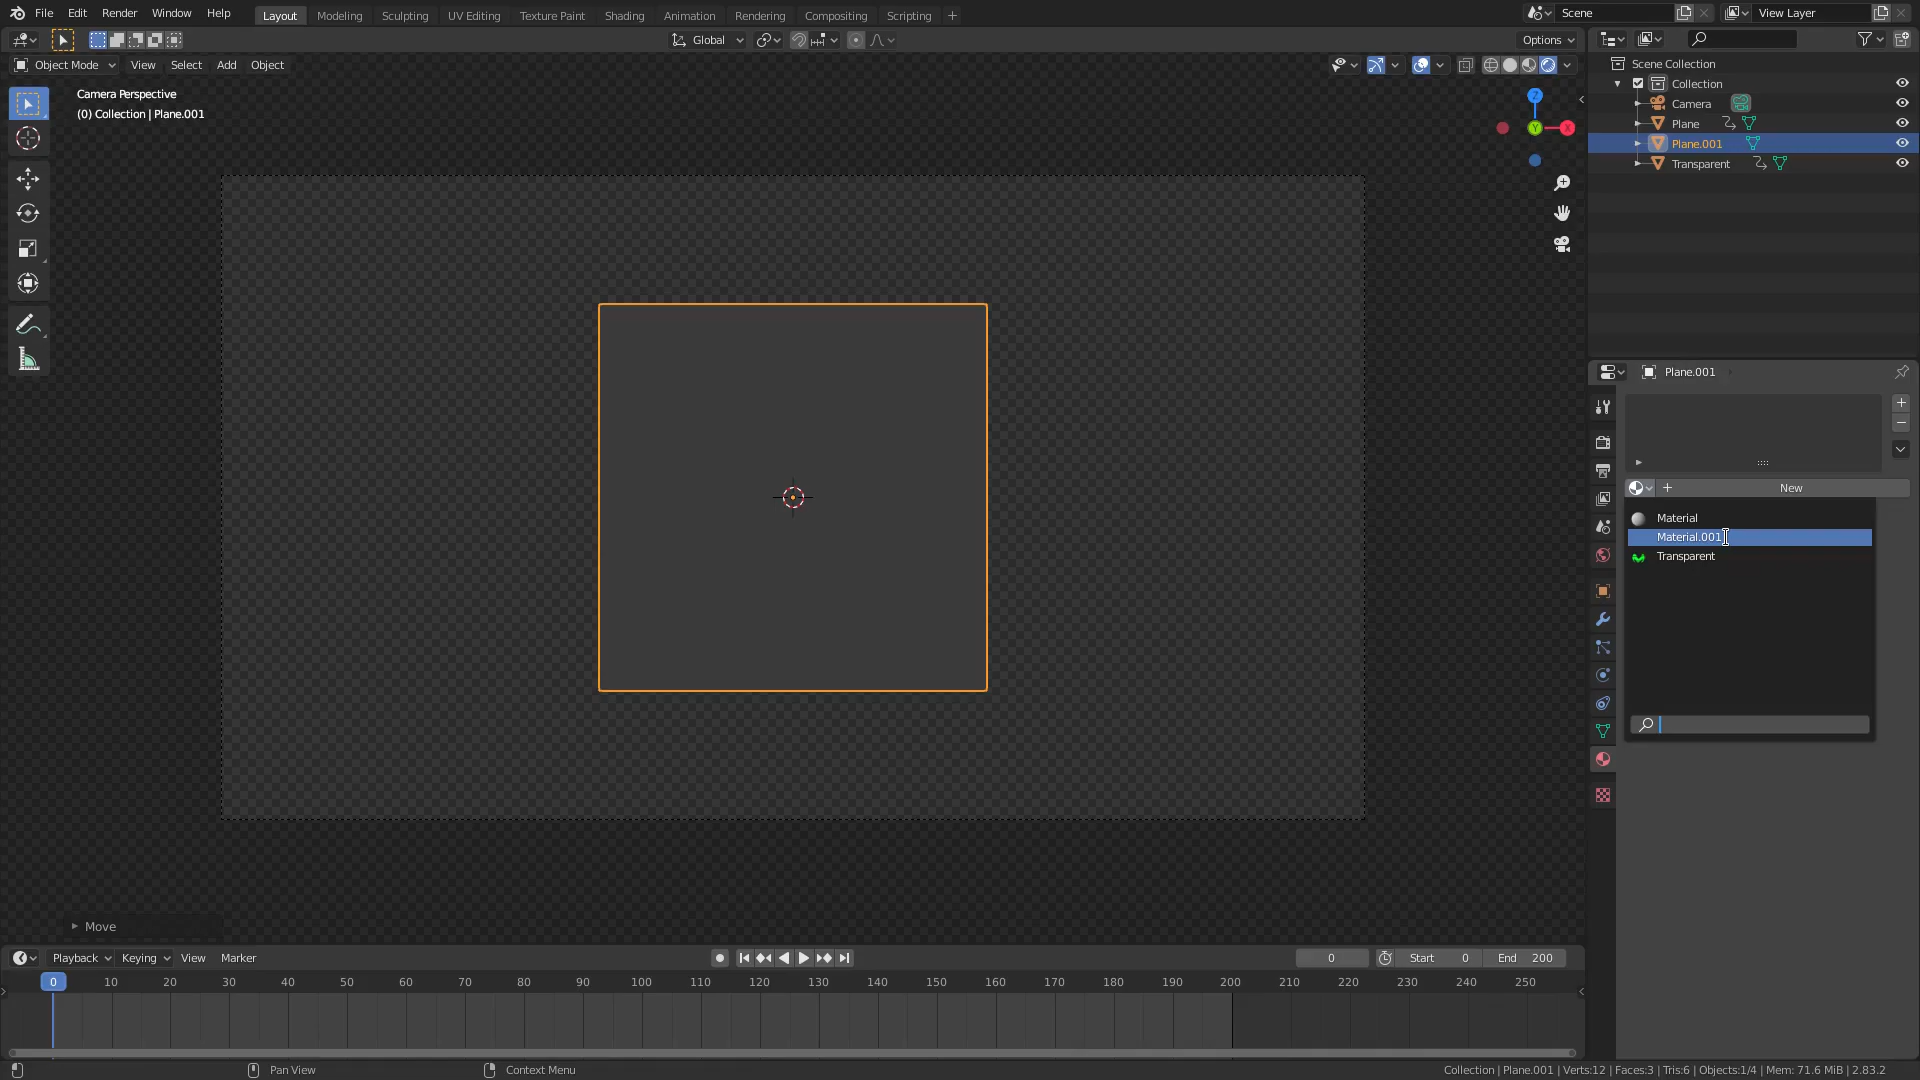 File Edit Render Window Help
Layout Modeling Sculpting UV Editing Texture Paint Shading Animation Rendering Compositing Scripting +
Scene
View Layer
Global
Options
Object Mode View Select Add Object
Camera Perspective
(0) Collection | Plane.001
Z
Y
X
Scene Collection
Collection
Camera
Plane
Plane.001
Transparent
Plane.001
New
Material
Material.001
Transparent
Move
Playback Keying View Marker
0
Start 0
End 200
0 10 20 30 40 50 60 70 80 90 100 110 120 130 140 150 160 170 180 190 200 210 220 230 240 250
Pan View
Context Menu
Collection | Plane.001 | Verts:12 | Faces:3 | Tris:6 | Objects:1/4 | Mem: 71.6 MiB | 2.83.2